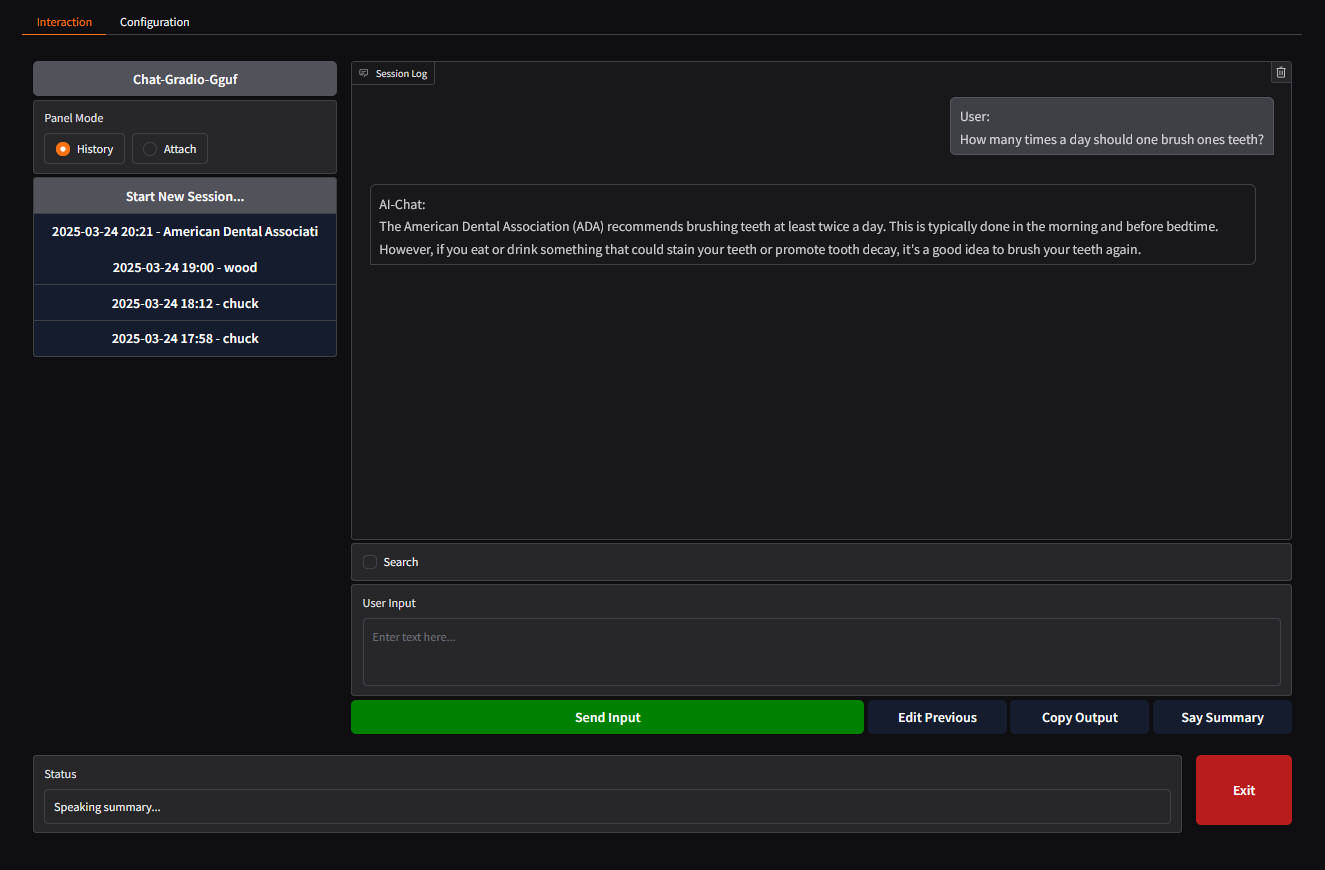 Interaction
Configuration
Chat-Gradio-Gguf
Panel Mode
History
Attach
Start New Session...
2025-03-24 20:21 - American Dental Associati
2025-03-24 19:00 - wood
2025-03-24 18:12 - chuck
2025-03-24 17:58 - chuck
Session Log
User:
How many times a day should one brush ones teeth?
AI-Chat:
The American Dental Association (ADA) recommends brushing teeth at least twice a day. This is typically done in the morning and before bedtime.
However, if you eat or drink something that could stain your teeth or promote tooth decay, it's a good idea to brush your teeth again.
Search
User Input
Enter text here...
Send Input
Edit Previous
Copy Output
Say Summary
Status
Speaking summary...
Exit